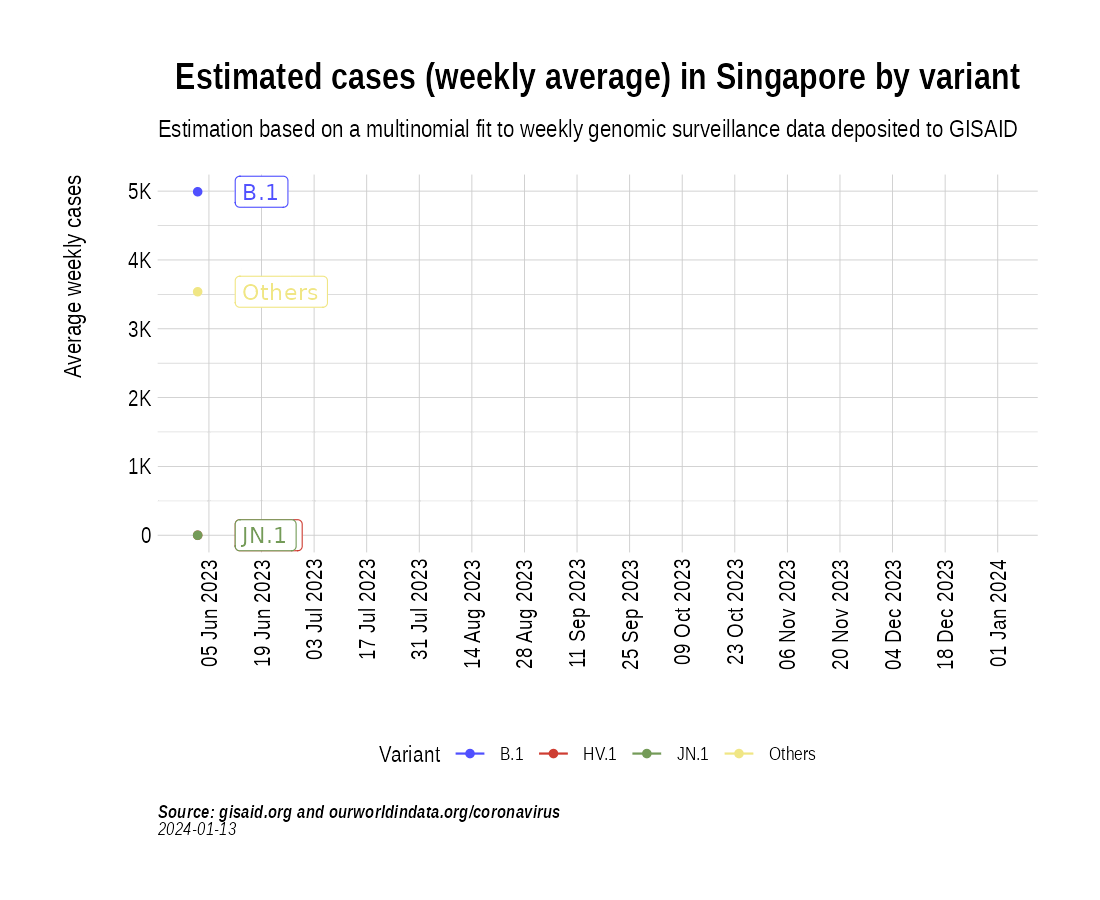 Estimated cases (weekly average) in Singapore by variant
Estimation based on a multinomial fit to weekly genomic surveillance data deposited to GISAID
Average weekly cases
5K
4K
3K
2K
1K
0
B.1
Others
JN.1
05 Jun 2023
19 Jun 2023
03 Jul 2023
17 Jul 2023
31 Jul 2023
14 Aug 2023
28 Aug 2023
11 Sep 2023
25 Sep 2023
09 Oct 2023
23 Oct 2023
06 Nov 2023
20 Nov 2023
04 Dec 2023
18 Dec 2023
01 Jan 2024
Variant B.1 HV.1 JN.1 Others
Source: gisaid.org and ourworldindata.org/coronavirus
2024-01-13